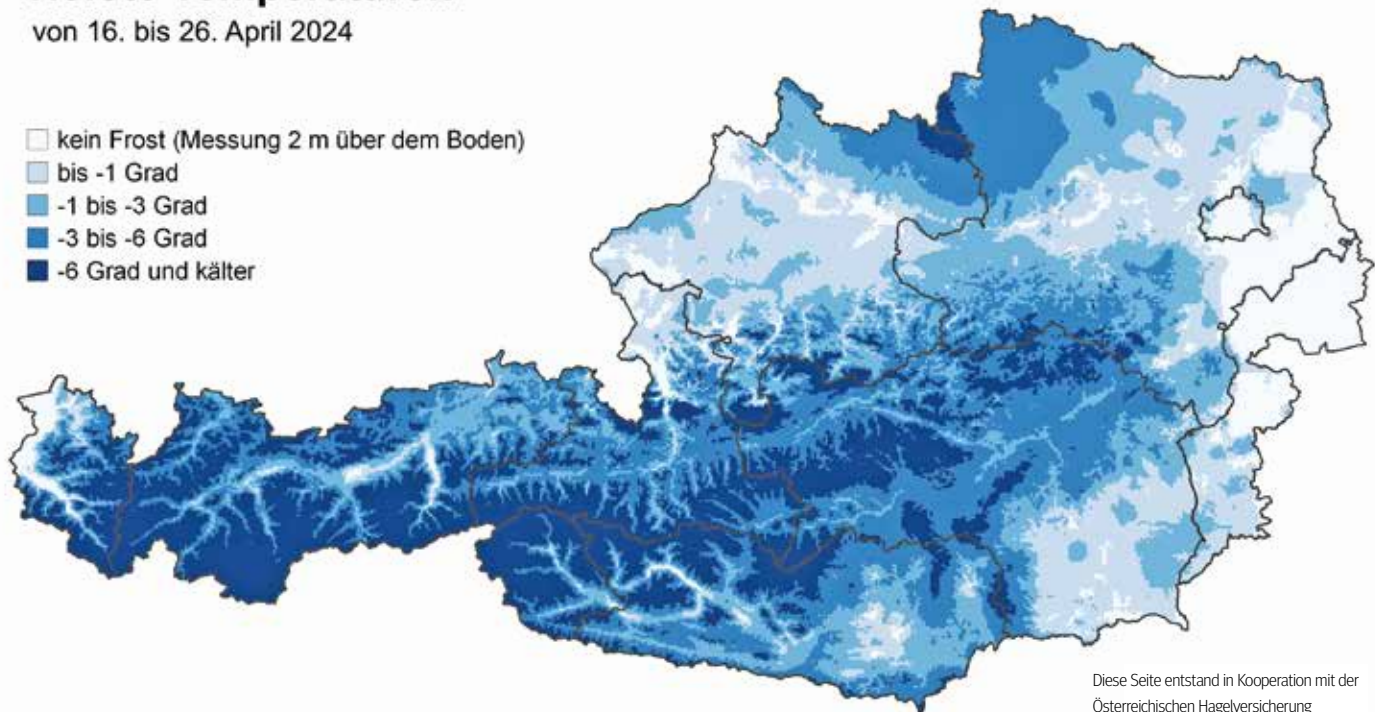 von 16. bis 26. April 2024
kein Frost (Messung 2 m über dem Boden)
bis -1 Grad
-1 bis -3 Grad
-3 bis -6 Grad
-6 Grad und kälter
Diese Seite entstand in Kooperation mit der
Österreichischen Hagelversicherung